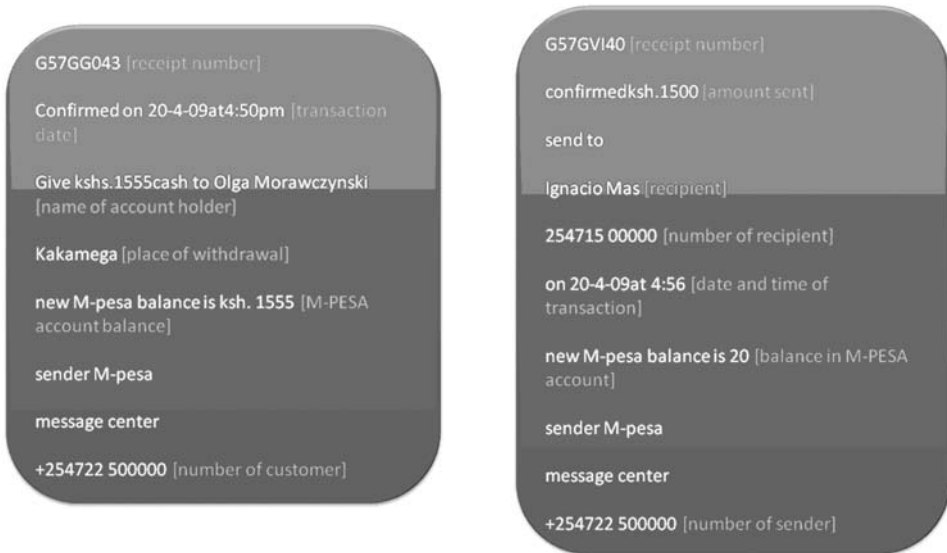 G57GG043 [receipt number]
Confirmed on 20-4-09at4:50pm [transaction
date]
Give kshs.1555cash to Olga Morawczynski
[name of account holder]
Kakamega [place of withdrawal]
new M-pesa balance is ksh. 1555 [M-PESA
account balance]
sender M-pesa
message center
+254722 500000 [number of customer]
G57GVI40 [receipt number]
confirmedksh.1500 [amount sent]
send to
Ignacio Mas [recipient]
254715 00000 [number of recipient]
on 20-4-09at 4:56 [date and time of
transaction]
new M-pesa balance is 20 [balance in M-PESA
account]
sender M-pesa
message center
+254722 500000 [number of sender]